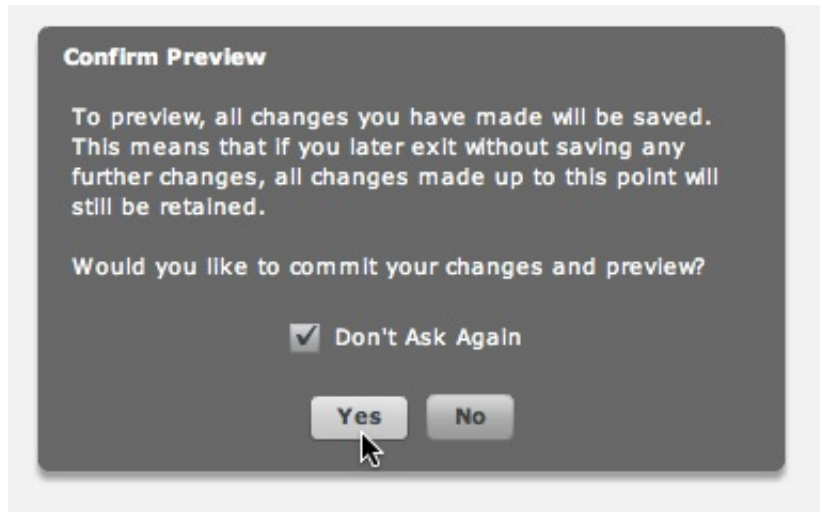 Confirm Preview
To preview, all changes you have made will be saved.
This means that if you later exit without saving any
further changes, all changes made up to this point will
still be retained.
Would you like to commit your changes and preview?
Don't Ask Again
Yes No